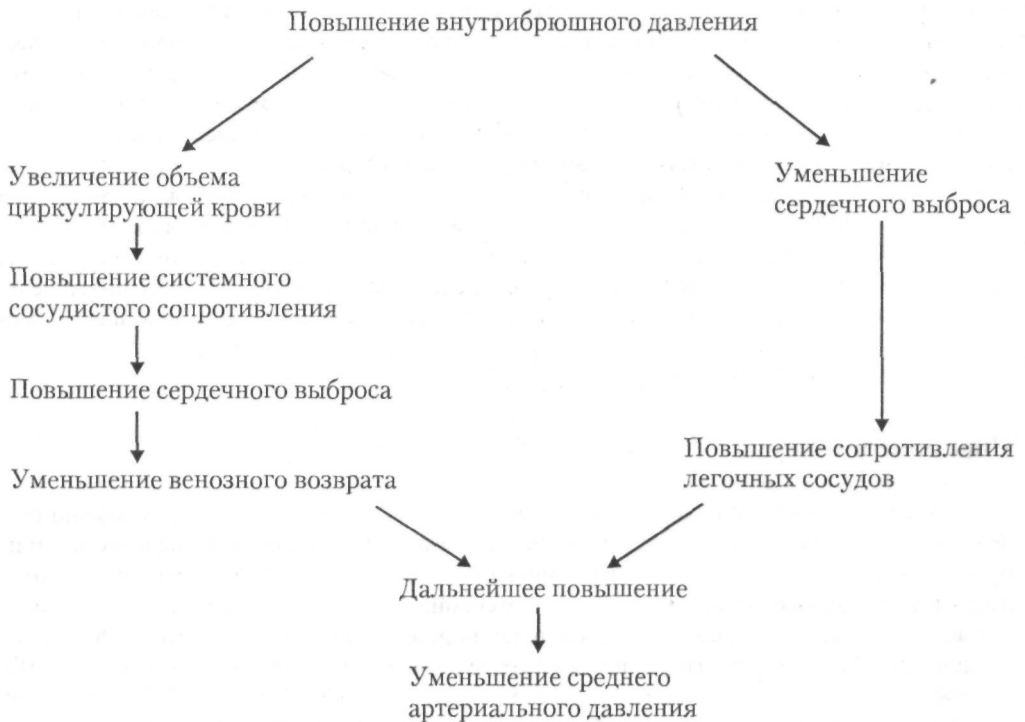 Повышение внутрибрюшного давления
Увеличение объема
циркулирующей крови
Повышение системного
сосудистого сопротивления
Повышение сердечного выброса
Уменьшение венозного возврата
Уменьшение
сердечного выброса
Повышение сопротивления
легочных сосудов
Дальнейшее повышение
Уменьшение среднего
артериального давления